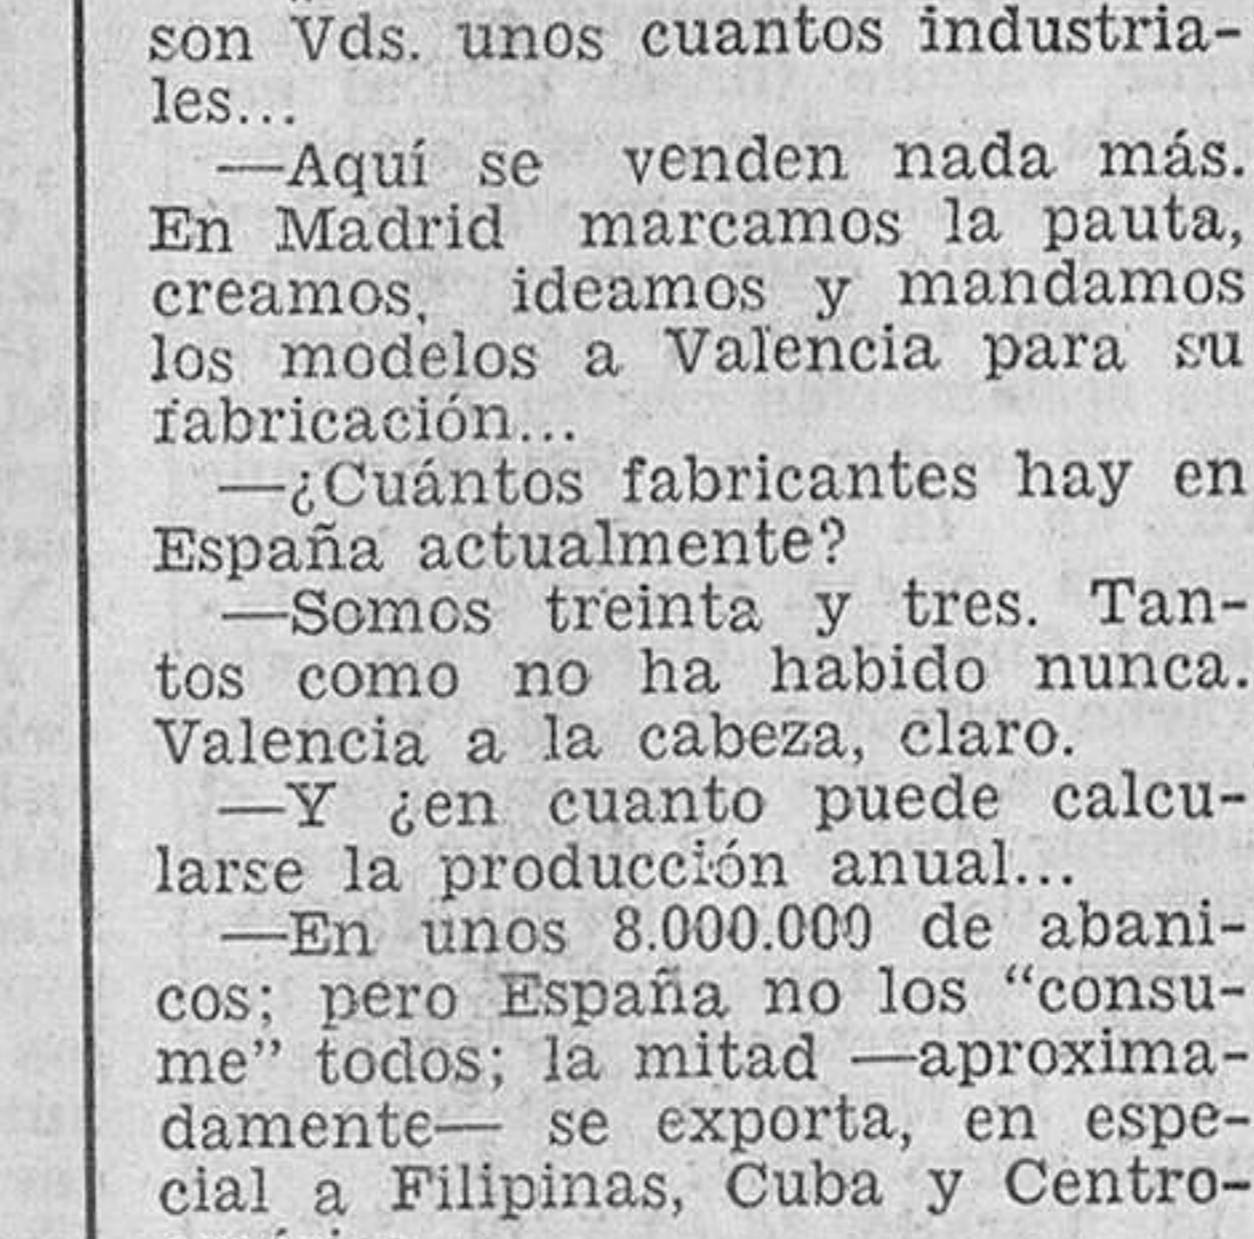 son Vds. unos cuantos industria-
les...
—Aquí se venden nada más.
En Madrid marcamos la pauta,
creamos, ideamos y mandamos
los modelos a Valencia para su
fabricación...
—¿Cuántos fabricantes hay en
España actualmente?
—Somos treinta y tres. Tan-
tos como no ha habido nunca.
Valencia a la cabeza, claro.
—Y ¿en cuanto puede calcu-
larse la producción anual...
—En unos 8.000.000 de abani-
cos; pero España no los “consu-
me” todos; la mitad —aproxima-
damente— se exporta, en espe-
cial a Filipinas, Cuba y Centro-